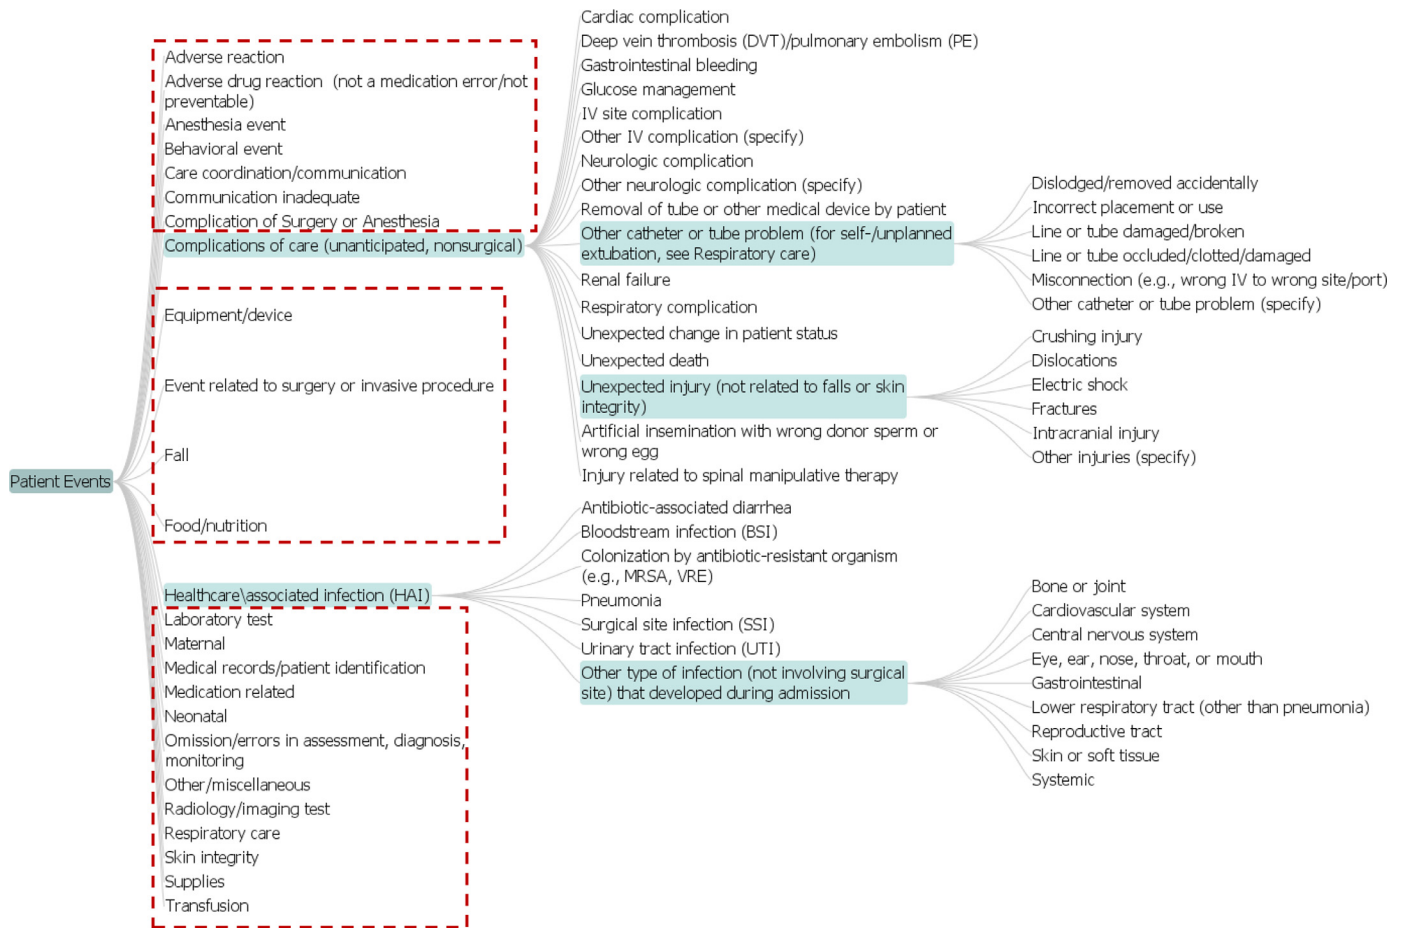 Patient Events
Adverse reaction
Adverse drug reaction (not a medication error/not
preventable)
Anesthesia event
Behavioral event
Care coordination/communication
Communication inadequate
Complication of Surgery or Anesthesia
Complications of care (unanticipated, nonsurgical)
Equipment/device
Event related to surgery or invasive procedure
Fall
Food/nutrition
Healthcare\associated infection (HAI)
Laboratory test
Maternal
Medical records/patient identification
Medication related
Neonatal
Omission/errors in assessment, diagnosis,
monitoring
Other/miscellaneous
Radiology/imaging test
Respiratory care
Skin integrity
Supplies
Transfusion
Cardiac complication
Deep vein thrombosis (DVT)/pulmonary embolism (PE)
Gastrointestinal bleeding
Glucose management
IV site complication
Other IV complication (specify)
Neurologic complication
Other neurologic complication (specify)
Removal of tube or other medical device by patient
Other catheter or tube problem (for self-/unplanned
extubation, see Respiratory care)
Renal failure
Respiratory complication
Unexpected change in patient status
Unexpected death
Unexpected injury (not related to falls or skin
integrity)
Artificial insemination with wrong donor sperm or
wrong egg
Injury related to spinal manipulative therapy
Antibiotic-associated diarrhea
Bloodstream infection (BSI)
Colonization by antibiotic-resistant organism
(e.g., MRSA, VRE)
Pneumonia
Surgical site infection (SSI)
Urinary tract infection (UTI)
Other type of infection (not involving surgical
site) that developed during admission
Dislodged/removed accidentally
Incorrect placement or use
Line or tube damaged/broken
Line or tube occluded/clotted/damaged
Misconnection (e.g., wrong IV to wrong site/port)
Other catheter or tube problem (specify)
Crushing injury
Dislocations
Electric shock
Fractures
Intracranial injury
Other injuries (specify)
Bone or joint
Cardiovascular system
Central nervous system
Eye, ear, nose, throat, or mouth
Gastrointestinal
Lower respiratory tract (other than pneumonia)
Reproductive tract
Skin or soft tissue
Systemic